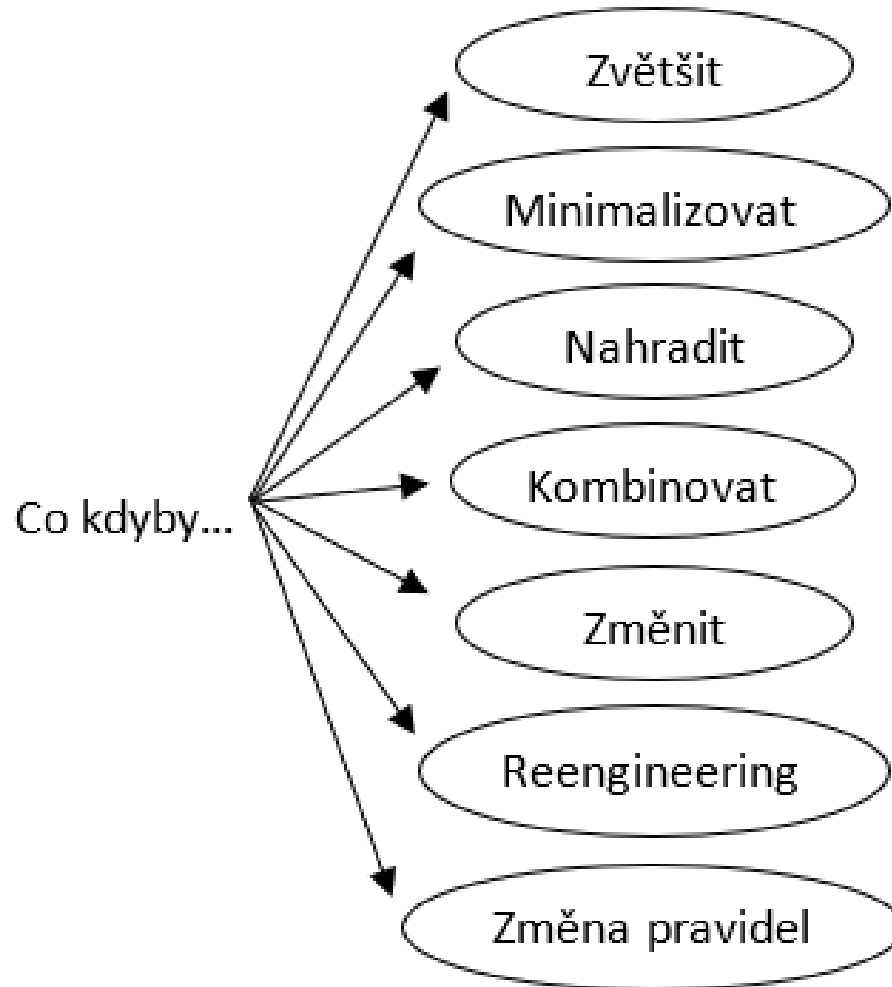 Zvětšit
Minimalizovat
Nahradit
Co kdyby...
Kombinovat
Změnit
Reengineering
Změna pravidel